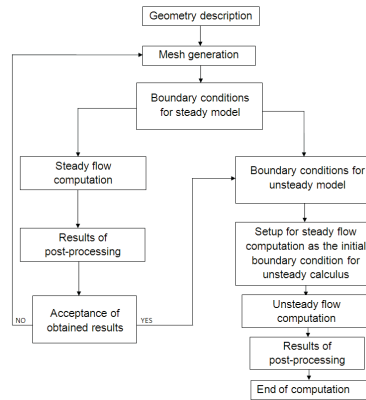 Geometry description
Mesh generation
Boundary conditions
for steady model
Steady flow
computation
Boundary conditions for
unsteady model
Results of
post-processing
Setup for steady flow
computation as the initial
boundary condition for
unsteady calculus
NO
Acceptance of
obtained results
YES
Unsteady flow
computation
Results of
post-processing
End of computation